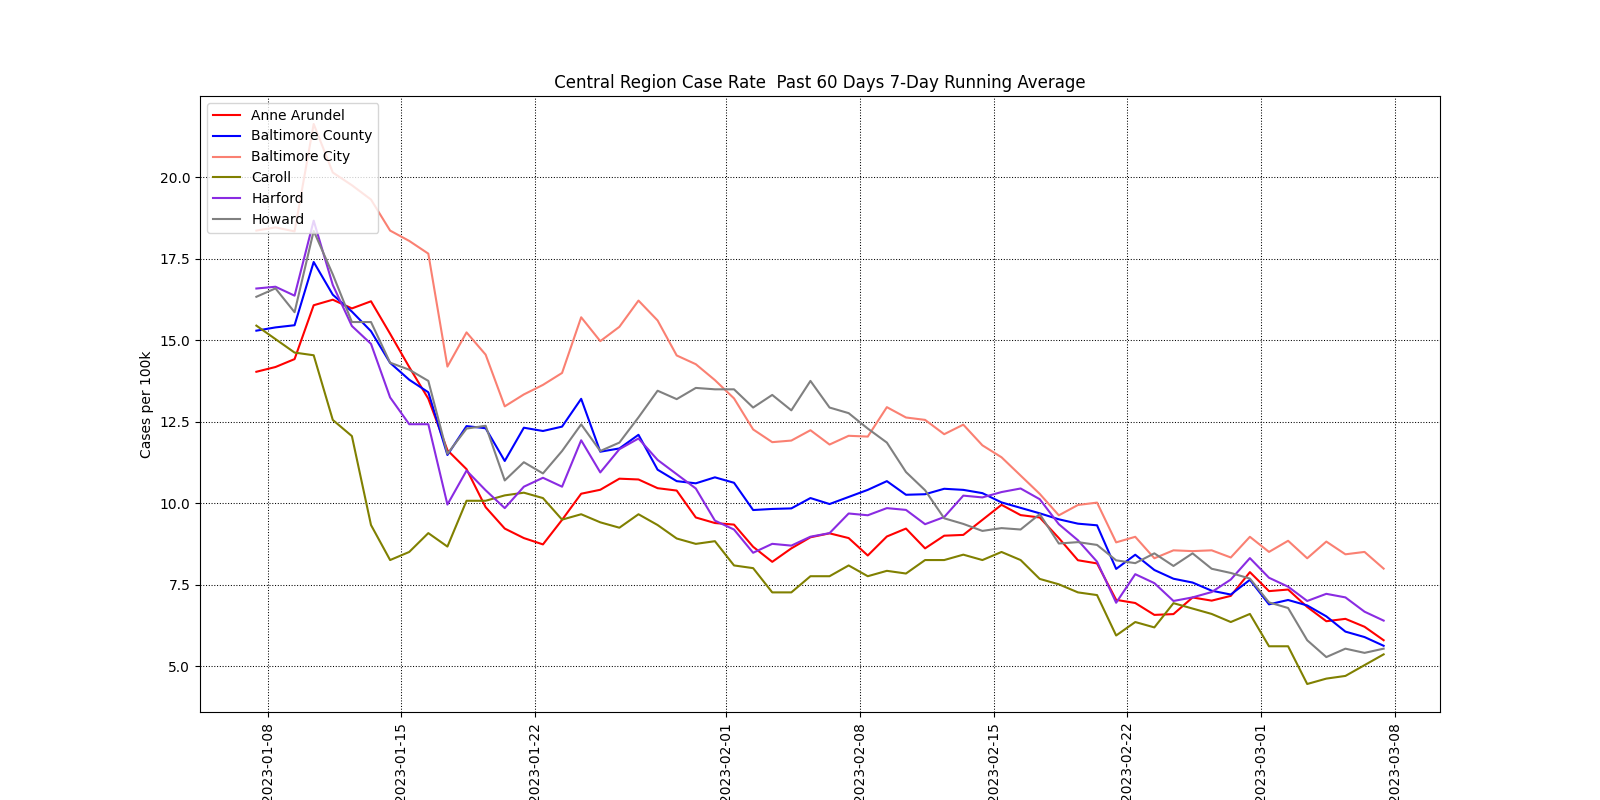 Central Region Case Rate  Past 60 Days 7-Day Running Average
Anne Arundel
Baltimore County
Baltimore City
Caroll
Harford
Howard
Cases per 100k
20.0
17.5
15.0
12.5
10.0
7.5
5.0
2023-01-08
2023-01-15
2023-01-22
2023-02-01
2023-02-08
2023-02-15
2023-02-22
2023-03-01
2023-03-08